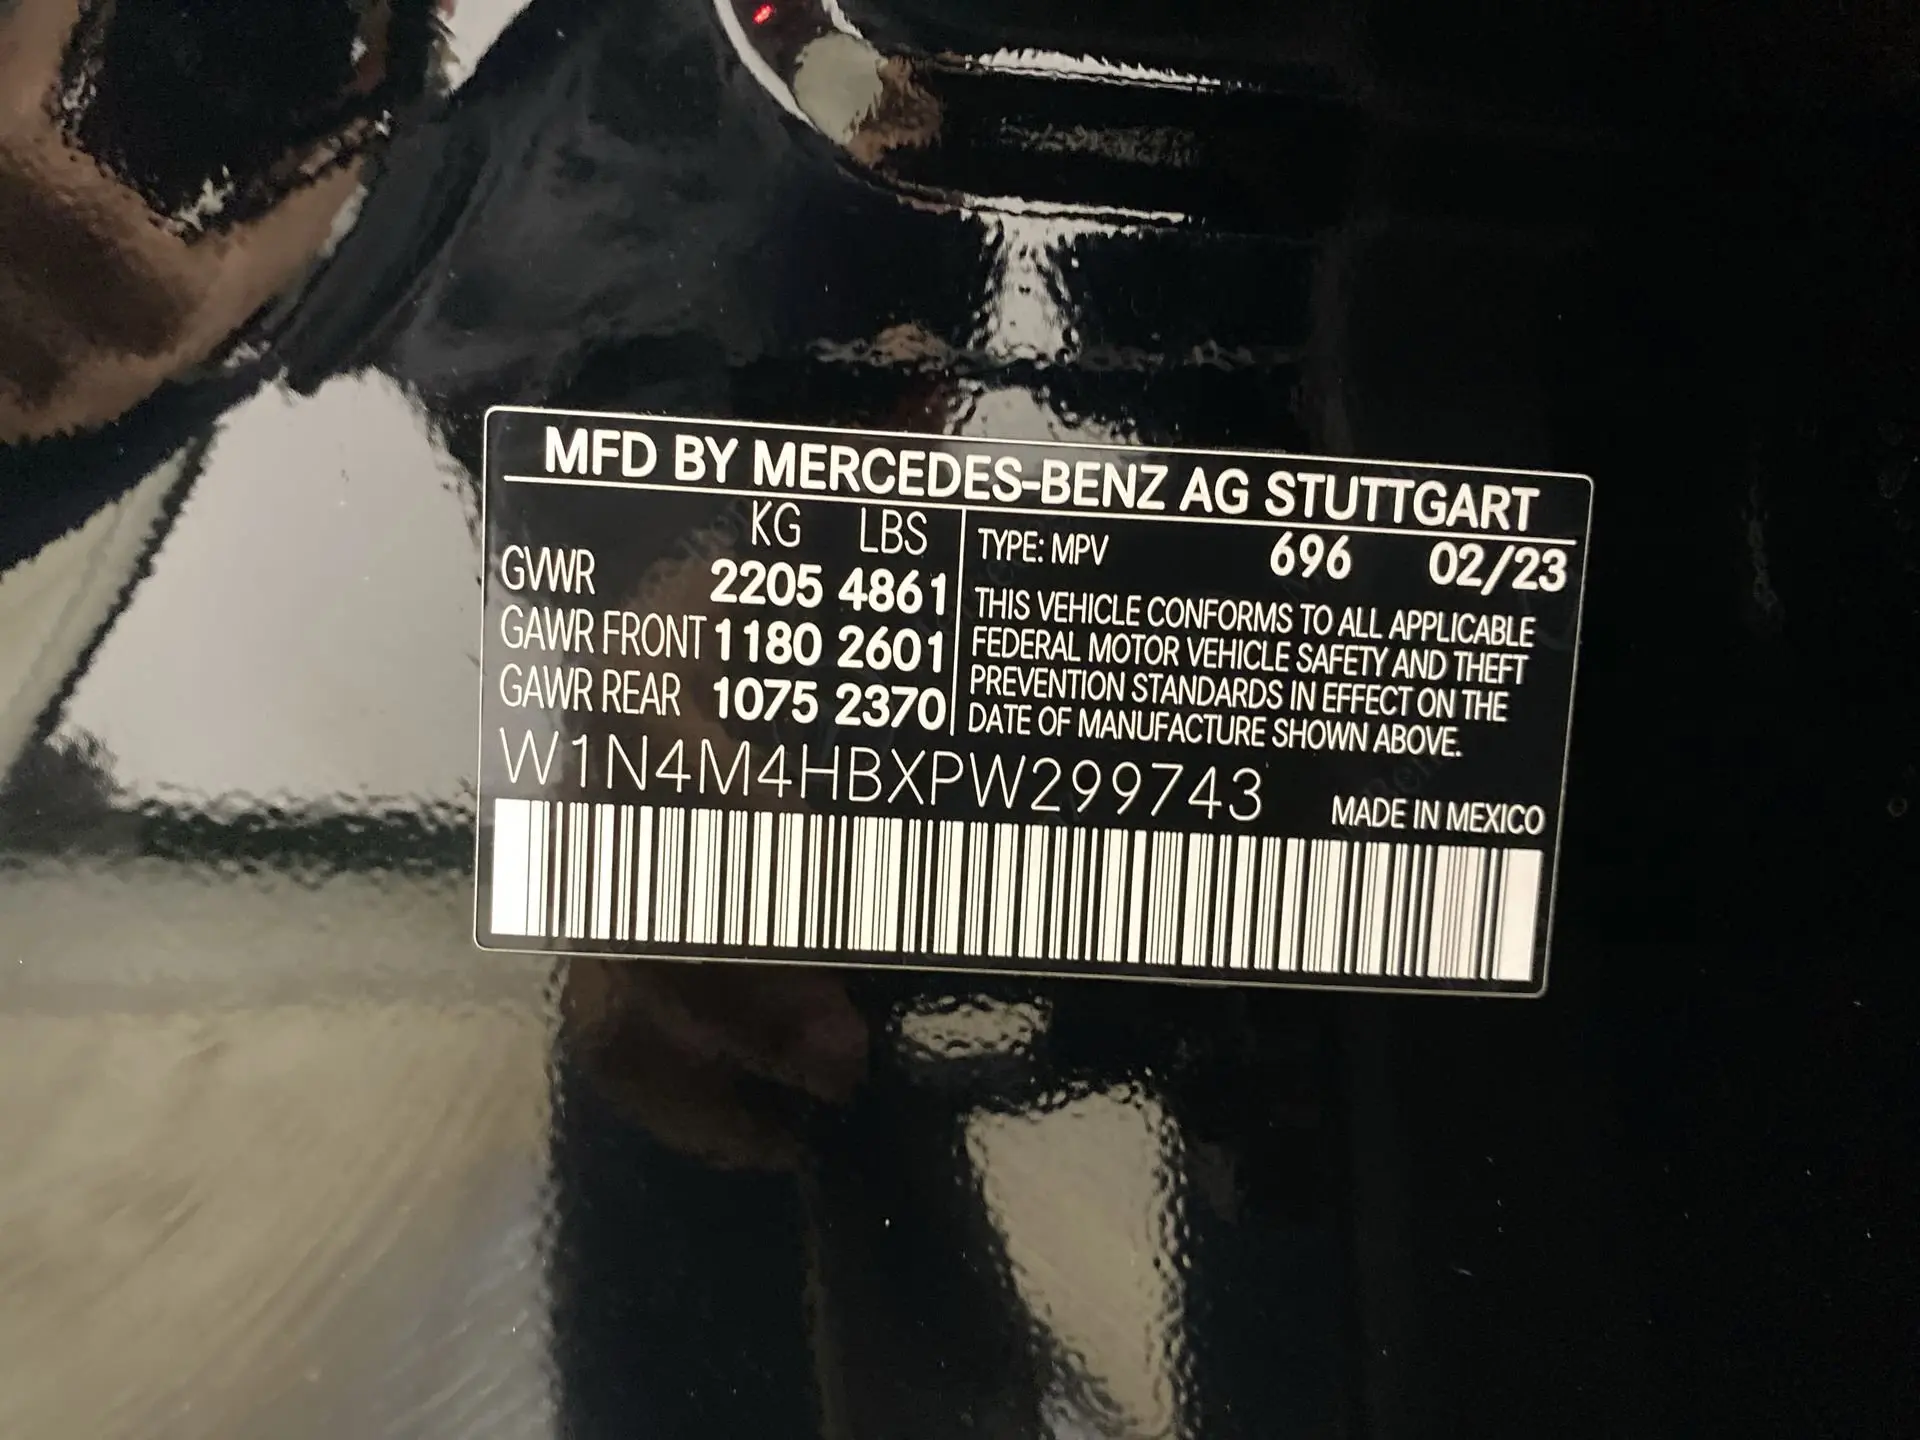 MFD BY MERCEDES-BENZ AG STUTTGART
KG LBS
GVWR 2205 4861
GAWR FRONT 1180 2601
GAWR REAR 1075 2370
TYPE: MPV 696 02/23
THIS VEHICLE CONFORMS TO ALL APPLICABLE
FEDERAL MOTOR VEHICLE SAFETY AND THEFT
PREVENTION STANDARDS IN EFFECT ON THE
DATE OF MANUFACTURE SHOWN ABOVE.
W1N4M4HBXPW299743
MADE IN MEXICO